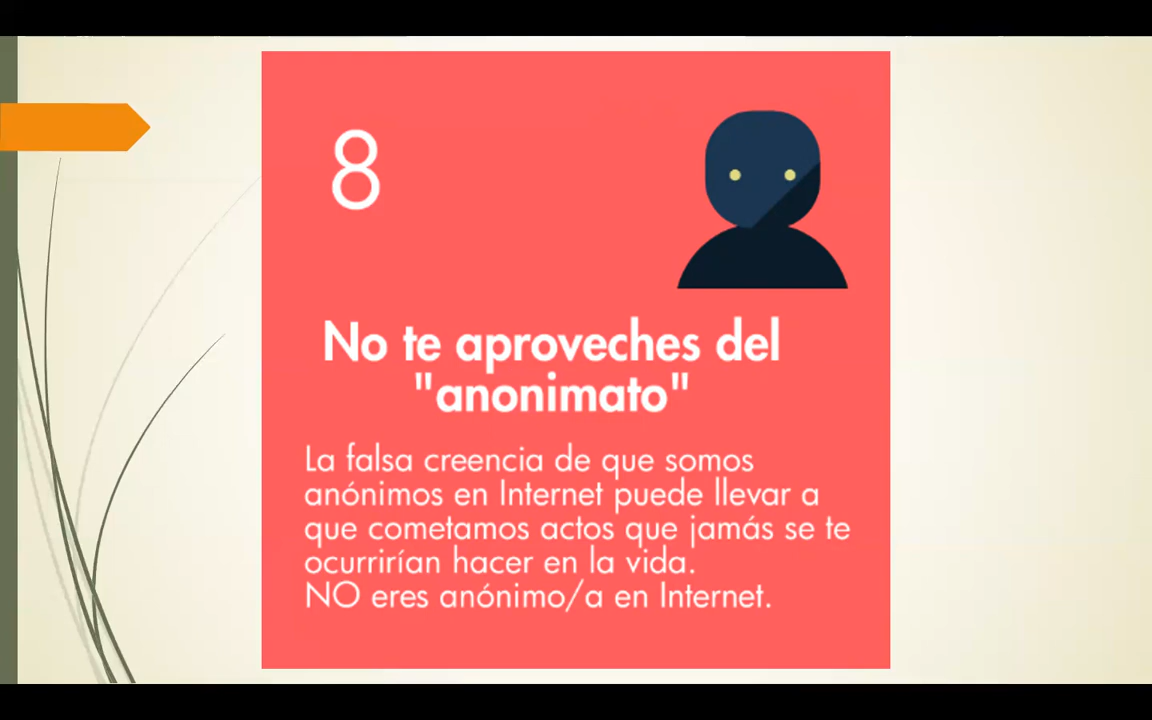 8
No te aproveches del
"anonimato"
La falsa creencia de que somos
anónimos en Internet puede llevar a
que cometamos actos que jamás se te
ocurrirían hacer en la vida.
NO eres anónimo/a en Internet.